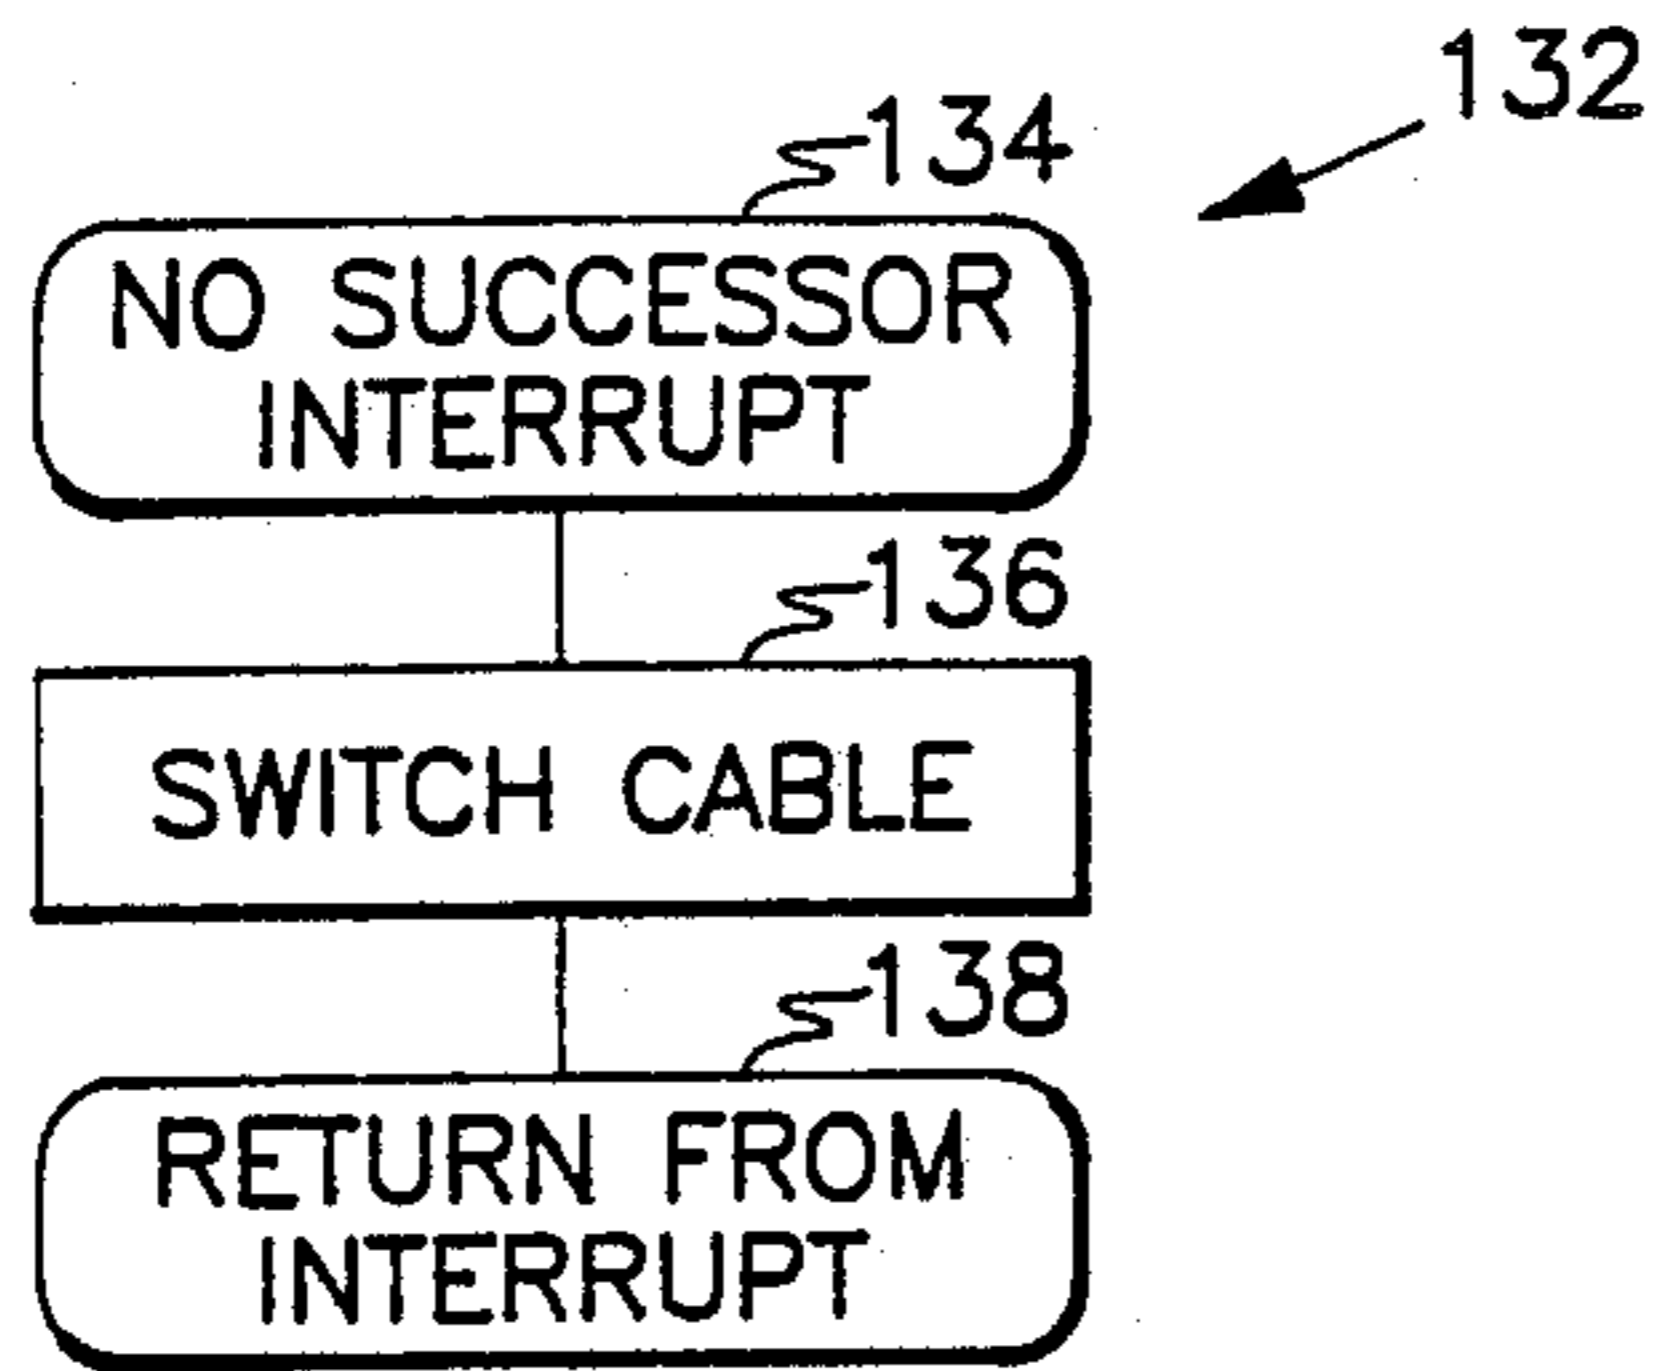 132
134
NO SUCCESSOR
INTERRUPT
136
SWITCH CABLE
138
RETURN FROM
INTERRUPT